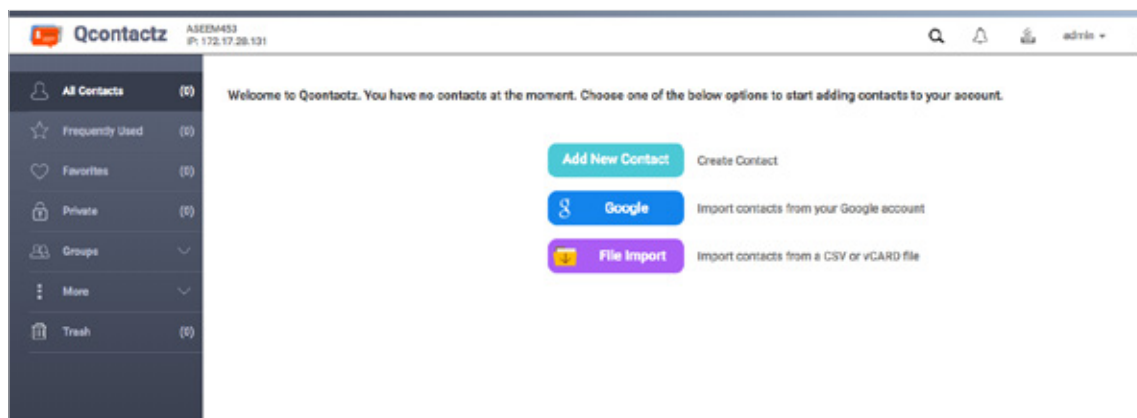 Qcontactz
ASEEM453
IP: 172.17.28.131
admin
All Contacts (0)
Frequently Used (0)
Favorites (0)
Private (0)
Groups
More
Trash (0)
Welcome to Qcontactz. You have no contacts at the moment. Choose one of the below options to start adding contacts to your account.
Add New Contact Create Contact
Google Import contacts from your Google account
File Import Import contacts from a CSV or vCARD file